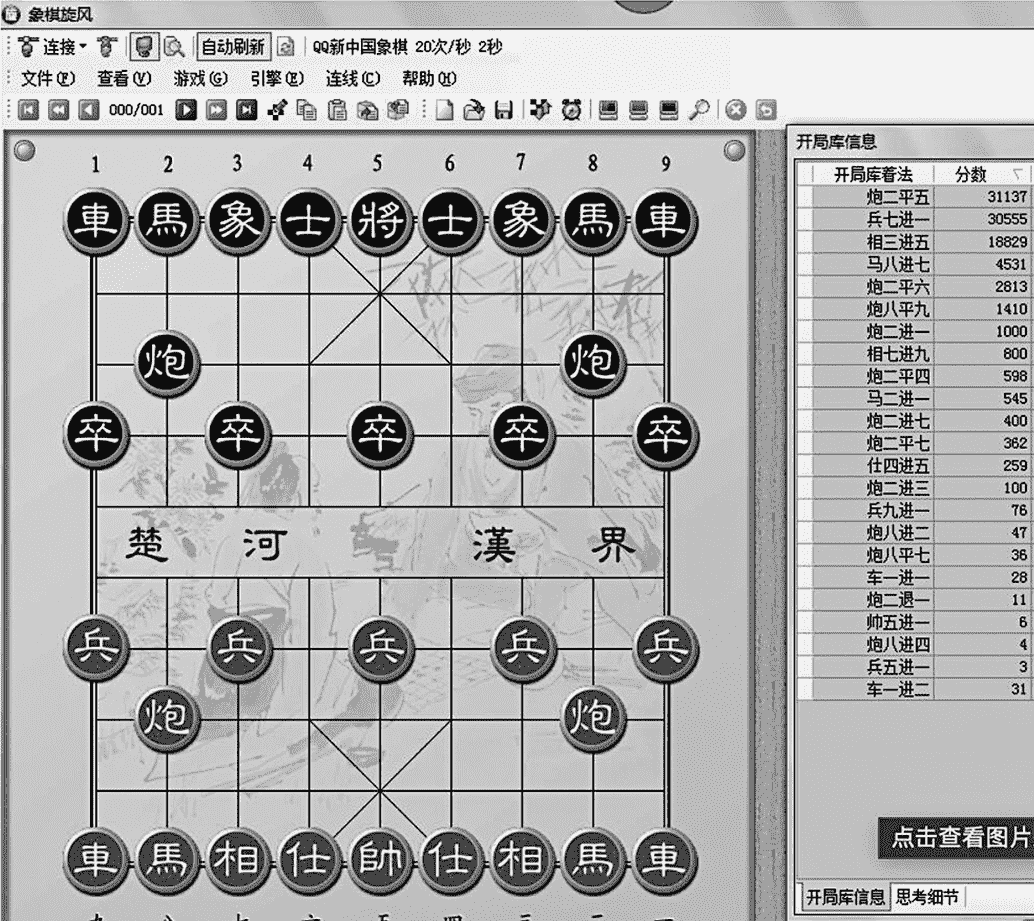 象棋旋风
连接 自动刷新 QQ新中国象棋 20次/秒 2秒
文件(F) 查看(V) 游戏(G) 引擎(E) 连线(C) 帮助(H)
000/001
1 2 3 4 5 6 7 8 9
車 馬 象 士 將 士 象 馬 車
炮 炮
卒 卒 卒 卒 卒
楚 河 漢 界
兵 兵 兵 兵 兵
炮 炮
車 馬 相 仕 帥 仕 相 馬 車
开局库信息
开局库着法 分数
炮二平五 31137
兵七进一 30555
相三进五 18829
马八进七 4531
炮二平六 2813
炮八平九 1410
炮二进一 1000
相七进九 800
炮二平四 598
马二进一 545
炮二进七 400
炮二平七 362
仕四进五 259
炮二进三 100
兵九进一 76
炮八进二 47
炮八平七 36
车一进一 28
炮二退一 11
帅五进一 6
炮八进四 4
兵五进一 3
车一进二 31
点击查看图片
开局库信息 思考细节